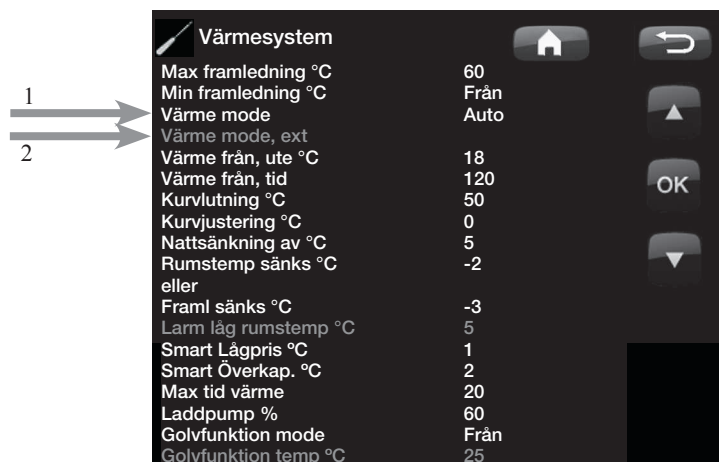 Värmesystem
Max framledning °C 60
Min framledning °C Från
1 Värme mode Auto
2 Värme mode, ext
Värme från, ute °C 18
Värme från, tid 120
OK
Kurvlutning °C 50
Kurvjustering °C 0
Nattsänkning av °C 5
Rumstemp sänks °C -2
eller
Framl sänks °C -3
Larm låg rumstemp °C 5
Smart Lågpris ºC 1
Smart Överkap. ºC 2
Max tid värme 20
Laddpump % 60
Golvfunktion mode Från
Golvfunktion temp ºC 25